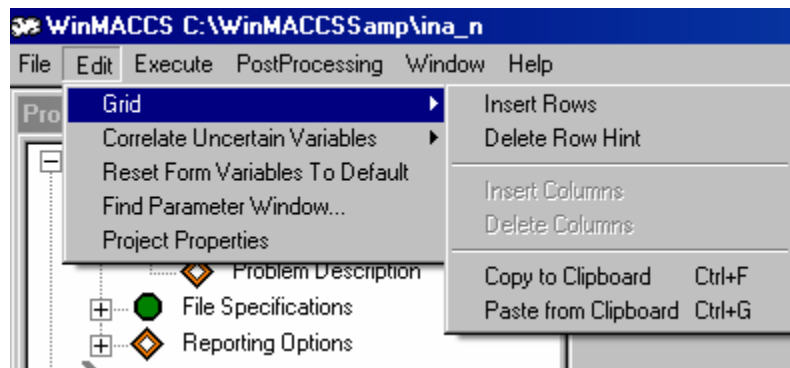 WinMACCS C:\WinMACCSSamp\ina_n
File Edit Execute PostProcessing Window Help
Pro
Grid
Correlate Uncertain Variables
Reset Form Variables To Default
Find Parameter Window...
Project Properties
Insert Rows
Delete Row Hint
Insert Columns
Delete Columns
Copy to Clipboard Ctrl+F
Paste from Clipboard Ctrl+G
Problem Description
File Specifications
Reporting Options